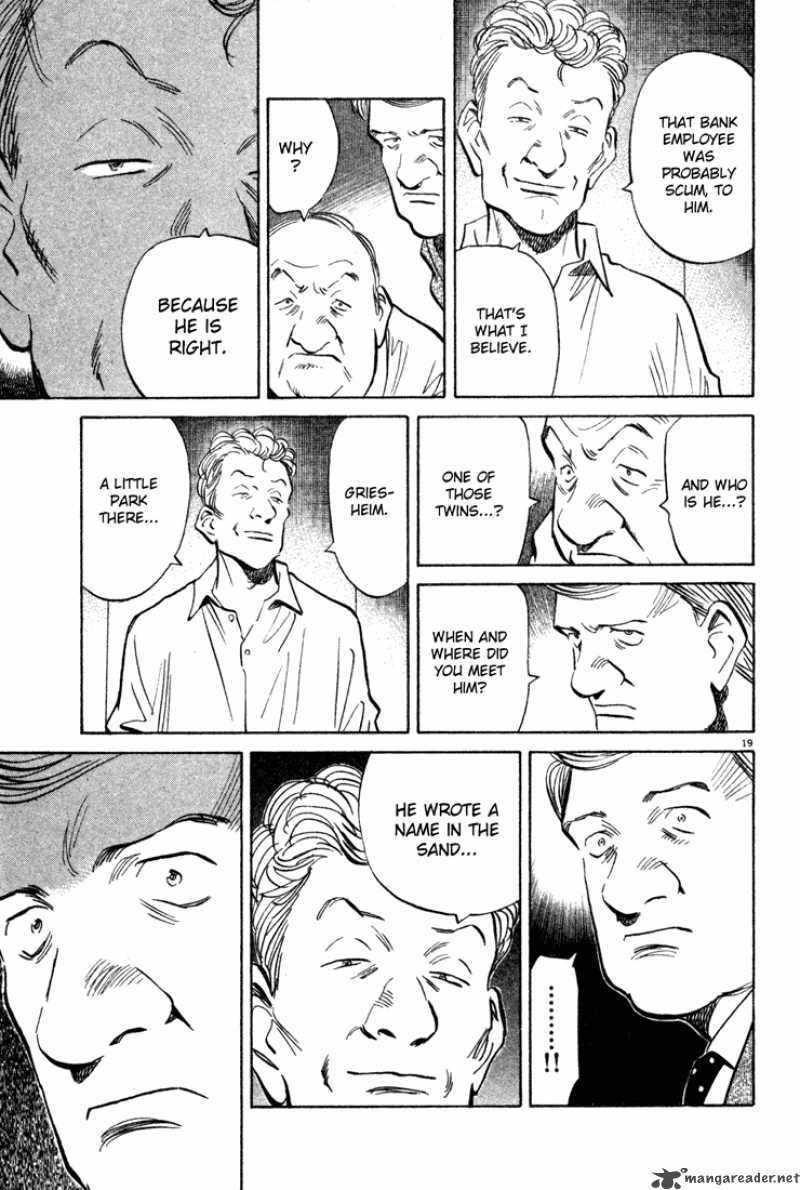 THAT BANK
EMPLOYEE
WAS
PROBABLY
SCUM, TO
HIM.
THAT'S
WHAT I
BELIEVE.
WHY
?
BECAUSE
HE IS
RIGHT.
AND WHO
IS HE...?
ONE OF
THOSE
TWINS...?
WHEN AND
WHERE DID
YOU MEET
HIM?
GRIES-
HEIM.
A LITTLE
PARK
THERE...
19
.........!!
HE WROTE A
NAME IN THE
SAND...
mangareader.net